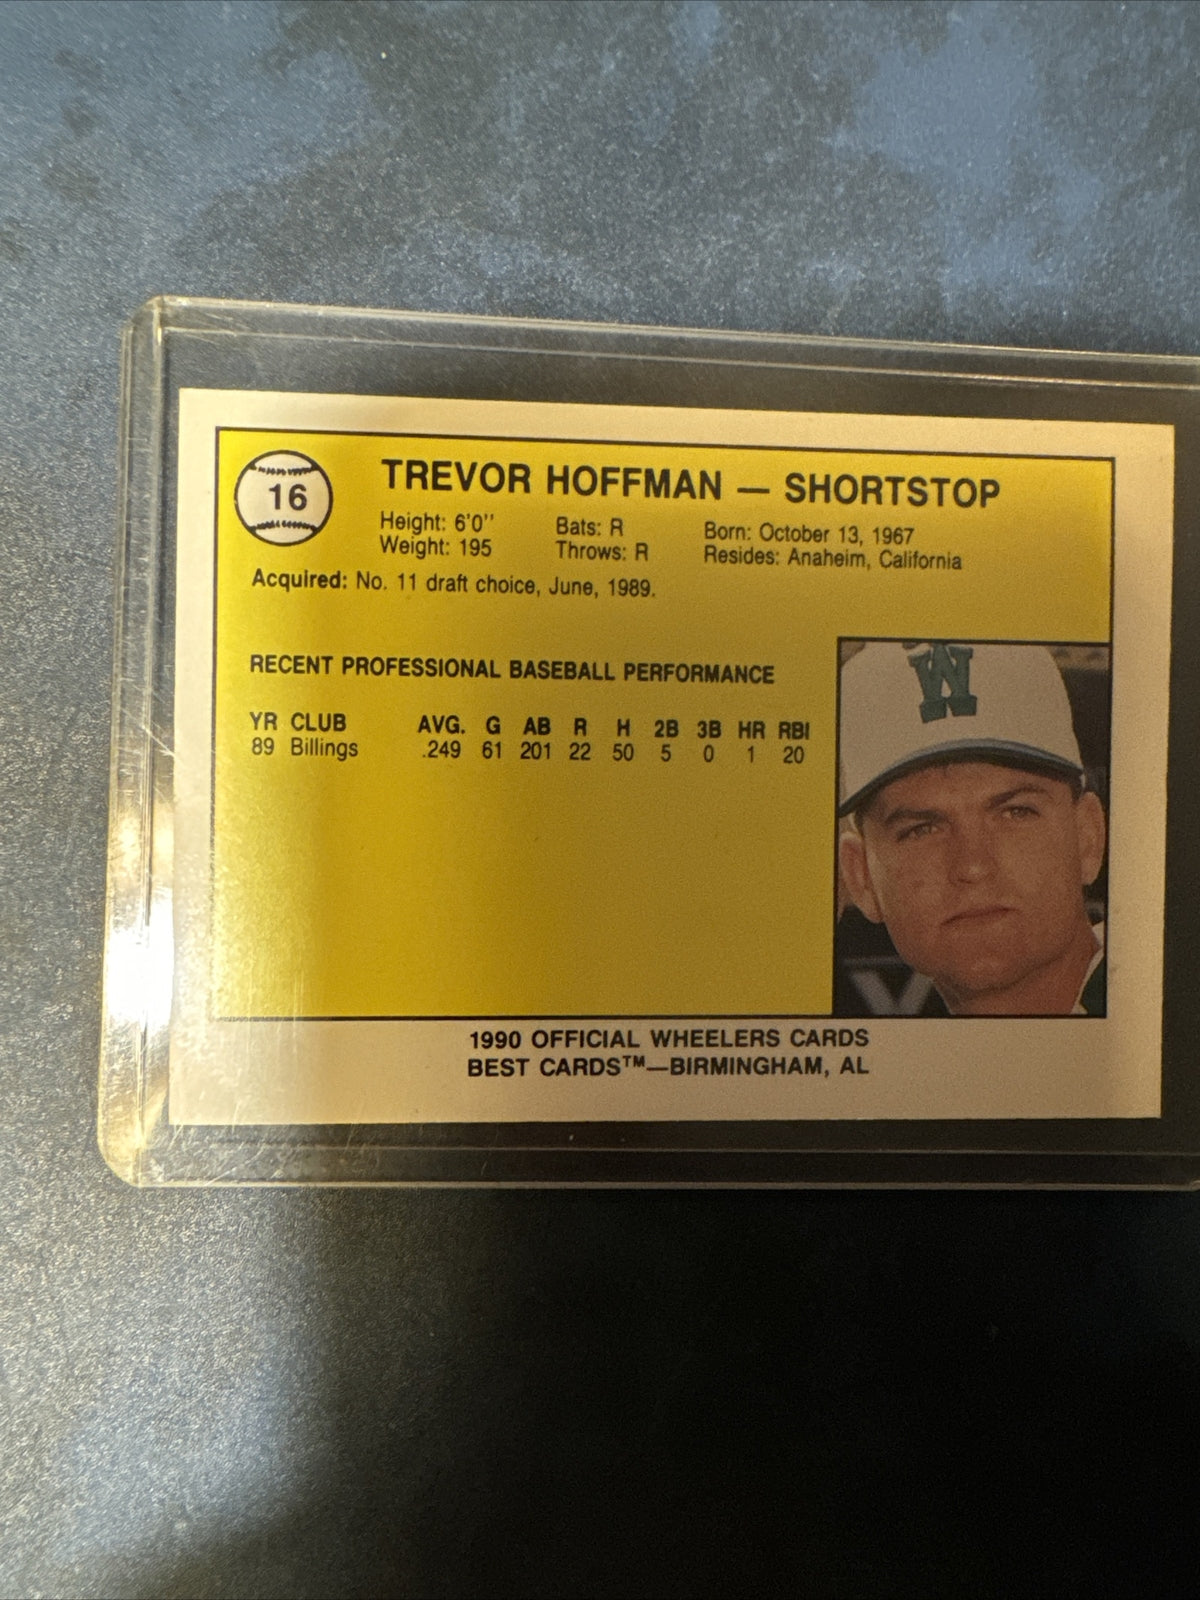 16
TREVOR HOFFMAN — SHORTSTOP
Height: 6'0'' Bats: R Born: October 13, 1967
Weight: 195 Throws: R Resides: Anaheim, California
Acquired: No. 11 draft choice, June, 1989.
RECENT PROFESSIONAL BASEBALL PERFORMANCE
YR CLUB AVG. G AB R H 2B 3B HR RBI
89 Billings .249 61 201 22 50 5 0 1 20
W
1990 OFFICIAL WHEELERS CARDS
BEST CARDS™—BIRMINGHAM, AL